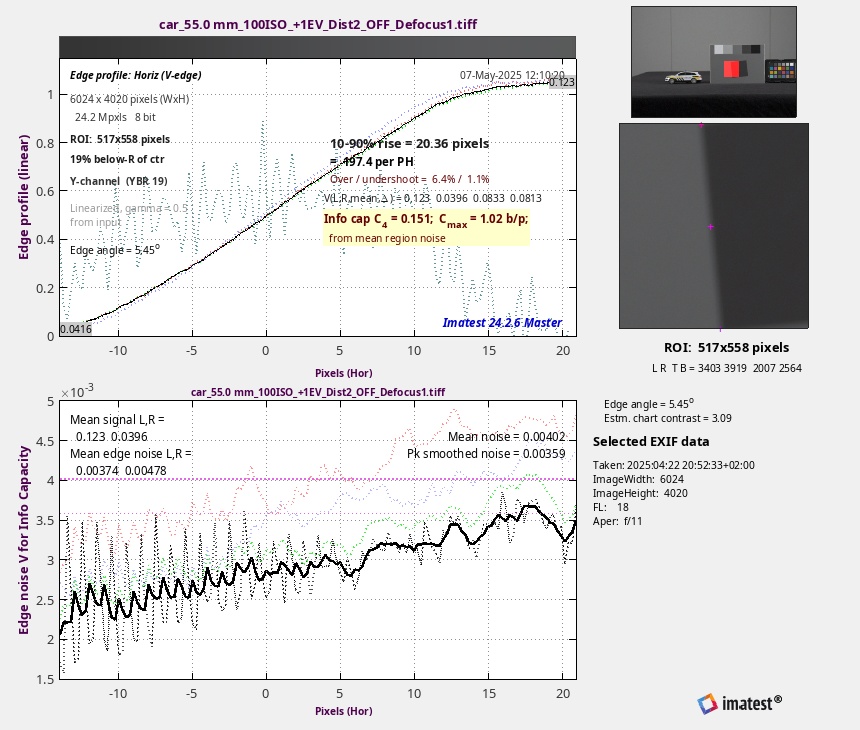 car_55.0 mm_100ISO_+1EV_Dist2_OFF_Defocus1.tiff
Edge profile: Horiz (V-edge)
07-May-2025 12:10:20
0.123
6024 x 4020 pixels (WxH)
24.2 Mpxls   8 bit
ROI:  517x558 pixels
19% below-R of ctr
Y-channel  (YBR 19)
Linearized, gamma = 0.5
from input
Edge angle = 5.45o
10-90% rise = 20.36 pixels
= 197.4 per PH
Over / undershoot =  6.4% /  1.1%
V(L,R,mean,Δ) = 0.123  0.0396  0.0833  0.0813
Info cap C4 = 0.151;  Cmax = 1.02 b/p;
from mean region noise
0.0416
Imatest 24.2.6 Master
Edge profile (linear)
1
0.8
0.6
0.4
0.2
0
-10
-5
0
5
10
15
20
Pixels (Hor)
ROI:  517x558 pixels
L R  T B = 3403 3919  2007 2564
×10-3
car_55.0 mm_100ISO_+1EV_Dist2_OFF_Defocus1.tiff
Mean signal L,R =
0.123  0.0396
Mean edge noise L,R =
0.00374  0.00478
Mean noise = 0.00402
Pk smoothed noise = 0.00359
Edge noise V for Info Capacity
5
4.5
4
3.5
3
2.5
2
1.5
-10
-5
0
5
10
15
20
Pixels (Hor)
Edge angle = 5.45o
Estm. chart contrast = 3.09
Selected EXIF data
Taken: 2025:04:22 20:52:33+02:00
ImageWidth:  6024
ImageHeight:  4020
FL:   18
Aper:  f/11
imatest®